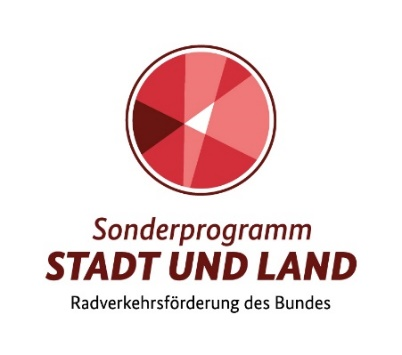 Sonderprogramm
STADT UND LAND
Radverkehrsförderung des Bundes